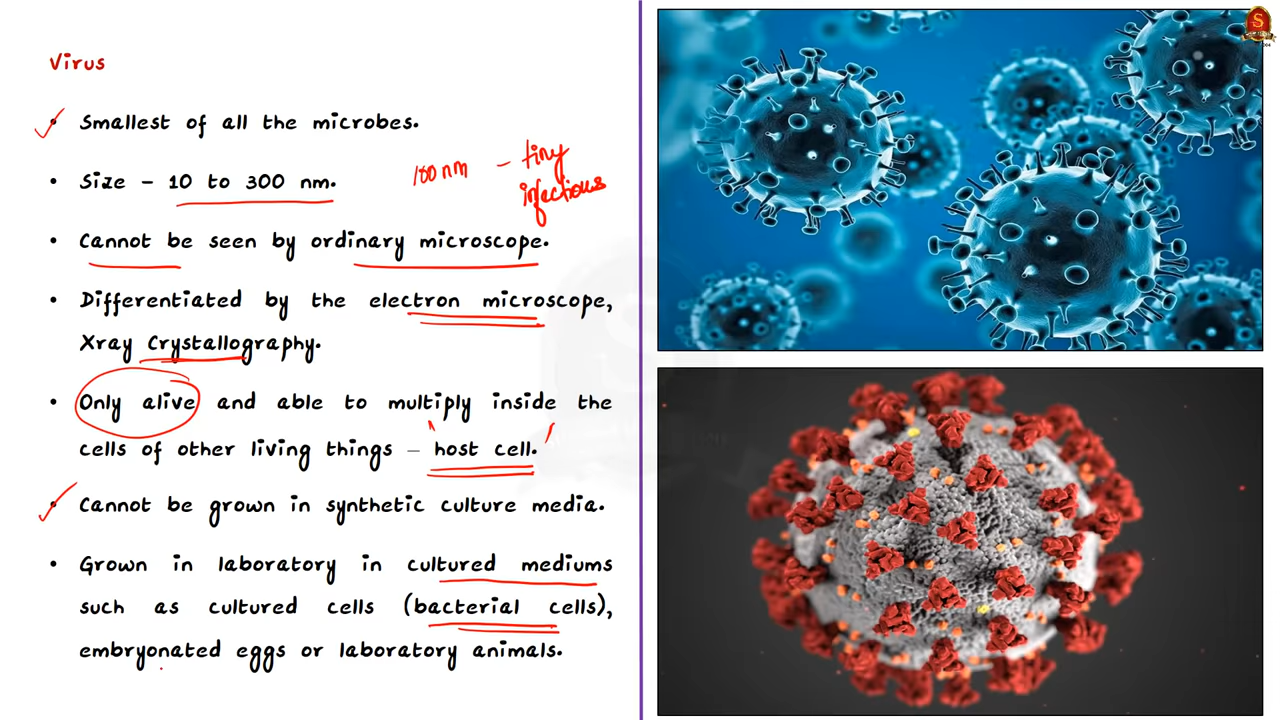 Virus
• Smallest of all the microbes.
• Size – 10 to 300 nm.
100 nm – tiny
infectious
• Cannot be seen by ordinary microscope.
• Differentiated by the electron microscope,
Xray Crystallography.
• Only alive and able to multiply inside the
cells of other living things – host cell.
• Cannot be grown in synthetic culture media.
• Grown in laboratory in cultured mediums
such as cultured cells (bacterial cells),
embryonated eggs or laboratory animals.
S